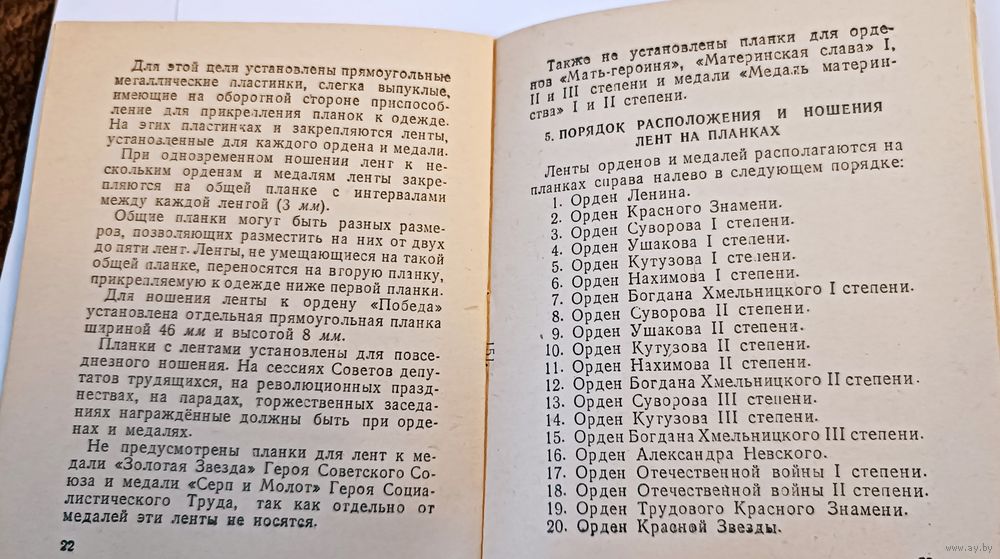 Для этой цели установлены прямоугольные
металлические пластинки, слегка выпуклые,
имеющие на оборотной стороне приспособ-
ление для прикрепления планок к одежде.
На этих пластинках и закрепляются ленты,
установленные для каждого ордена и медали.
При одновременном ношении лент к не-
скольким орденам и медалям ленты закре-
пляются на общей планке с интервалами
между каждой лентой (3 мм).
Общие планки могут быть разных разме-
ров, позволяющих разместить на них от двух
до пяти лент. Ленты, не умещающиеся на такой
общей планке, переносятся на вторую планку,
прикрепляемую к одежде ниже первой планки.
Для ношения ленты к ордену «Победа»
установлена отдельная прямоугольная планка
шириной 46 мм и высотой 8 мм.
Планки с лентами установлены для повсе-
дневного ношения. На сессиях Советов депу-
татов трудящихся, на революционных празд-
нествах, на парадах, торжественных заседа-
ниях награждённые должны быть при орде-
нах и медалях.
Не предусмотрены планки для лент к ме-
дали «Золотая Звезда» Героя Советского Со-
юза и медали «Серп и Молот» Героя Социа-
листического Труда, так как отдельно от
медалей эти ленты не носятся.
22
Также не установлены планки для орде-
нов «Мать-героиня», «Материнская слава» I,
II и III степени и медали «Медаль материн-
ства» I и II степени.
5. ПОРЯДОК РАСПОЛОЖЕНИЯ И НОШЕНИЯ
ЛЕНТ НА ПЛАНКАХ
Ленты орденов и медалей располагаются на
планках справа налево в следующем порядке:
1. Орден Ленина.
2. Орден Красного Знамени.
3. Орден Суворова I степени.
4. Орден Ушакова I степени.
5. Орден Кутузова I степени.
6. Орден Нахимова I степени.
7. Орден Богдана Хмельницкого I степени.
8. Орден Суворова II степени.
9. Орден Ушакова II степени.
10. Орден Кутузова II степени.
11. Орден Нахимова II степени.
12. Орден Богдана Хмельницкого II степени.
13. Орден Суворова III степени.
14. Орден Кутузова III степени.
15. Орден Богдана Хмельницкого III степени.
16. Орден Александра Невского.
17. Орден Отечественной войны I степени.
18. Орден Отечественной войны II степени.
19. Орден Трудового Красного Знамени.
20. Орден Красной Звезды.
www.ay.by